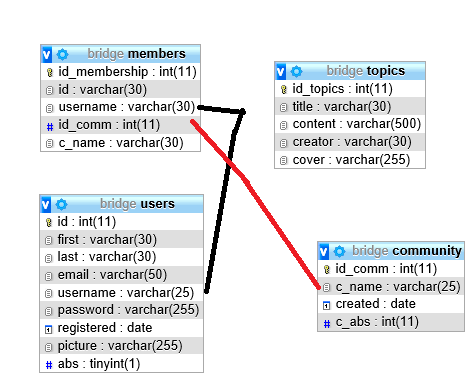 bridge members
id_membership : int(11)
id : varchar(30)
username : varchar(30)
id_comm : int(11)
c_name : varchar(30)
bridge topics
id_topics : int(11)
title : varchar(30)
content : varchar(500)
creator : varchar(30)
cover : varchar(255)
bridge users
id : int(11)
first : varchar(30)
last : varchar(30)
email : varchar(50)
username : varchar(25)
password : varchar(255)
registered : date
picture : varchar(255)
abs : tinyint(1)
bridge community
id_comm : int(11)
c_name : varchar(25)
created : date
c_abs : int(11)